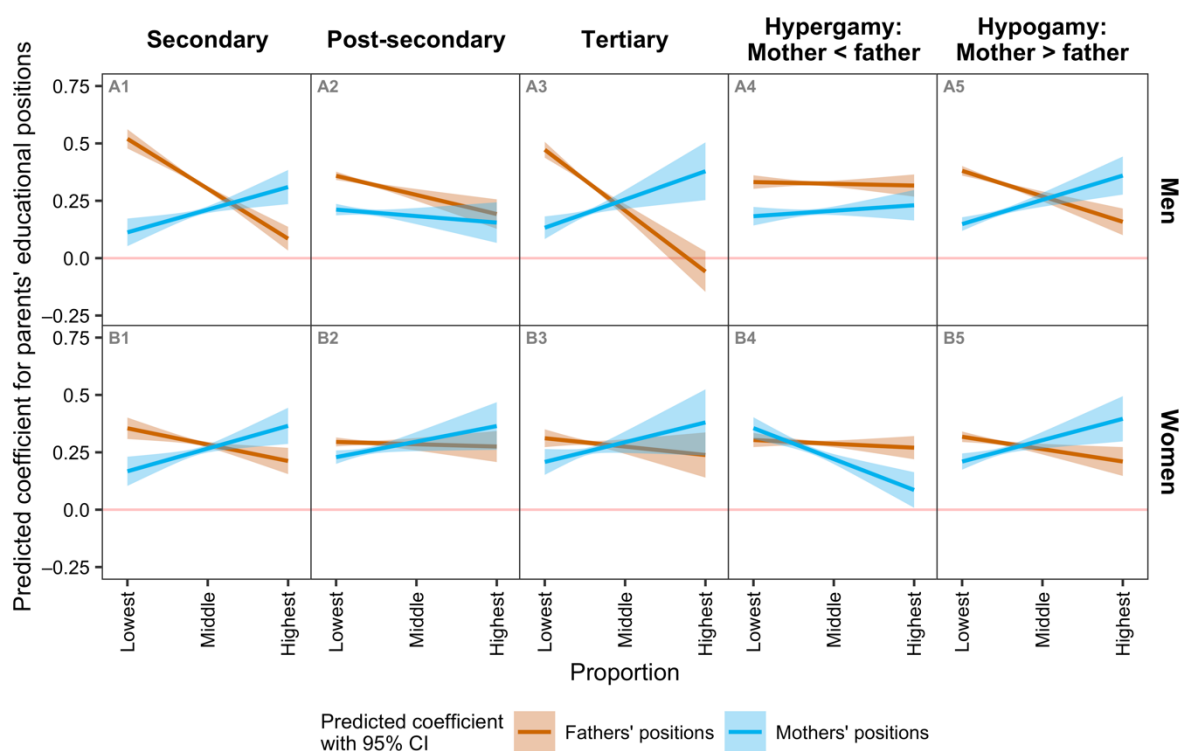 Secondary
Post-secondary
Tertiary
Hypergamy:
Mother < father
Hypogamy:
Mother > father
Predicted coefficient for parents' educational positions
A1
A2
A3
A4
A5
0.75
0.5
0.25
0.0
−0.25
Men
B1
B2
B3
B4
B5
0.75
0.5
0.25
0.0
−0.25
Women
Lowest
Middle
Highest
Lowest
Middle
Highest
Lowest
Middle
Highest
Lowest
Middle
Highest
Lowest
Middle
Highest
Proportion
Predicted coefficient
with 95% CI
Fathers' positions
Mothers' positions